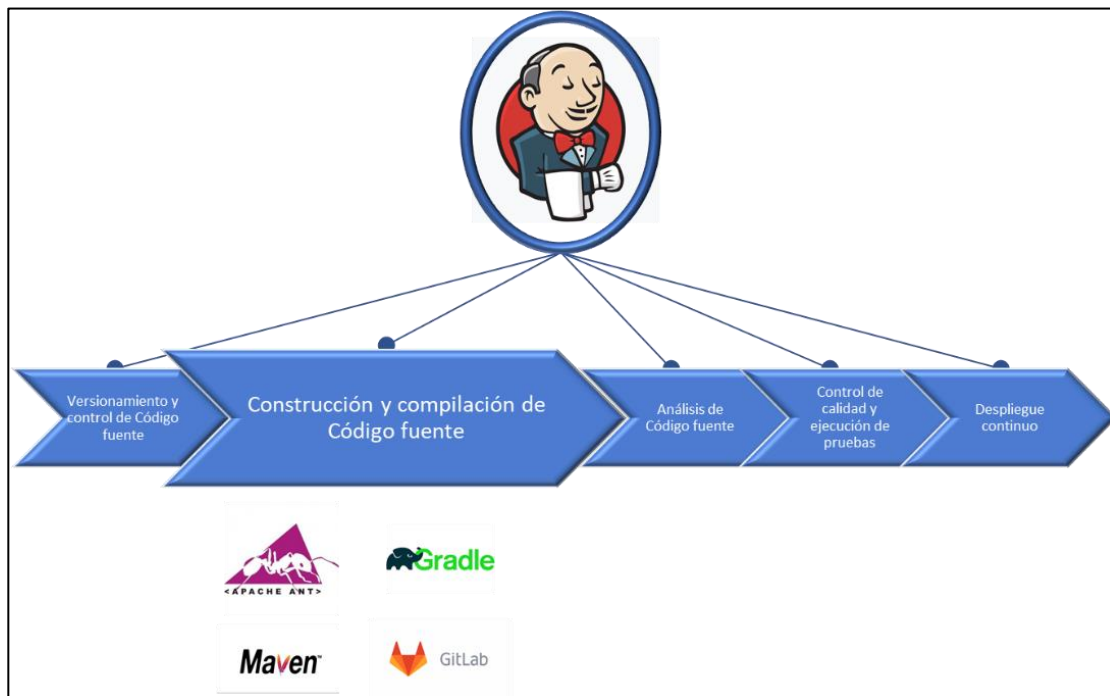 Versionamiento y
control de Código
fuente
Construcción y compilación de
Código fuente
Análisis de
Código fuente
Control de
calidad y
ejecución de
pruebas
Despliegue
continuo
<APACHE ANT>
Gradle
Maven™
GitLab